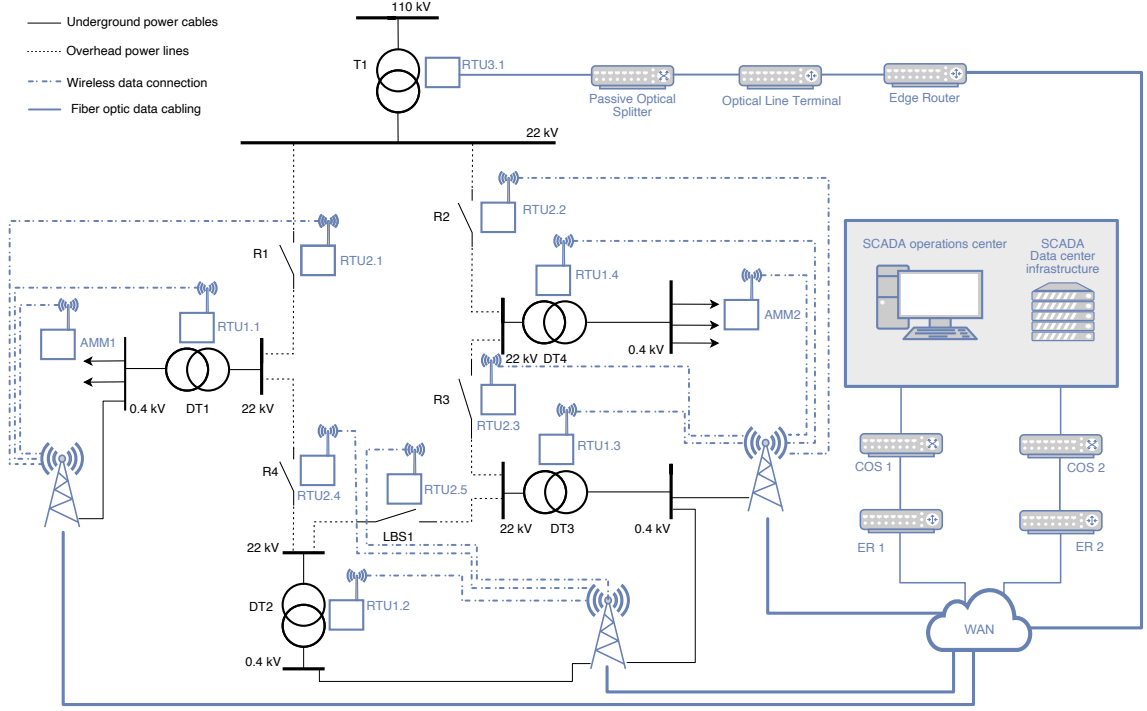 110 kV
Underground power cables
Overhead power lines
Wireless data connection
Fiber optic data cabling
T1
RTU3.1
Passive Optical
Splitter
Optical Line Terminal
Edge Router
22 kV
R2
RTU2.2
R1
RTU2.1
RTU1.4
AMM2
SCADA operations center
SCADA
Data center
infrastructure
RTU1.1
AMM1
0.4 kV
DT1
22 kV
22 kV
DT4
0.4 kV
R3
RTU2.3
RTU1.3
R4
RTU2.4
RTU2.5
LBS1
22 kV
DT3
0.4 kV
COS 1
COS 2
ER 1
ER 2
22 kV
DT2
RTU1.2
0.4 kV
WAN